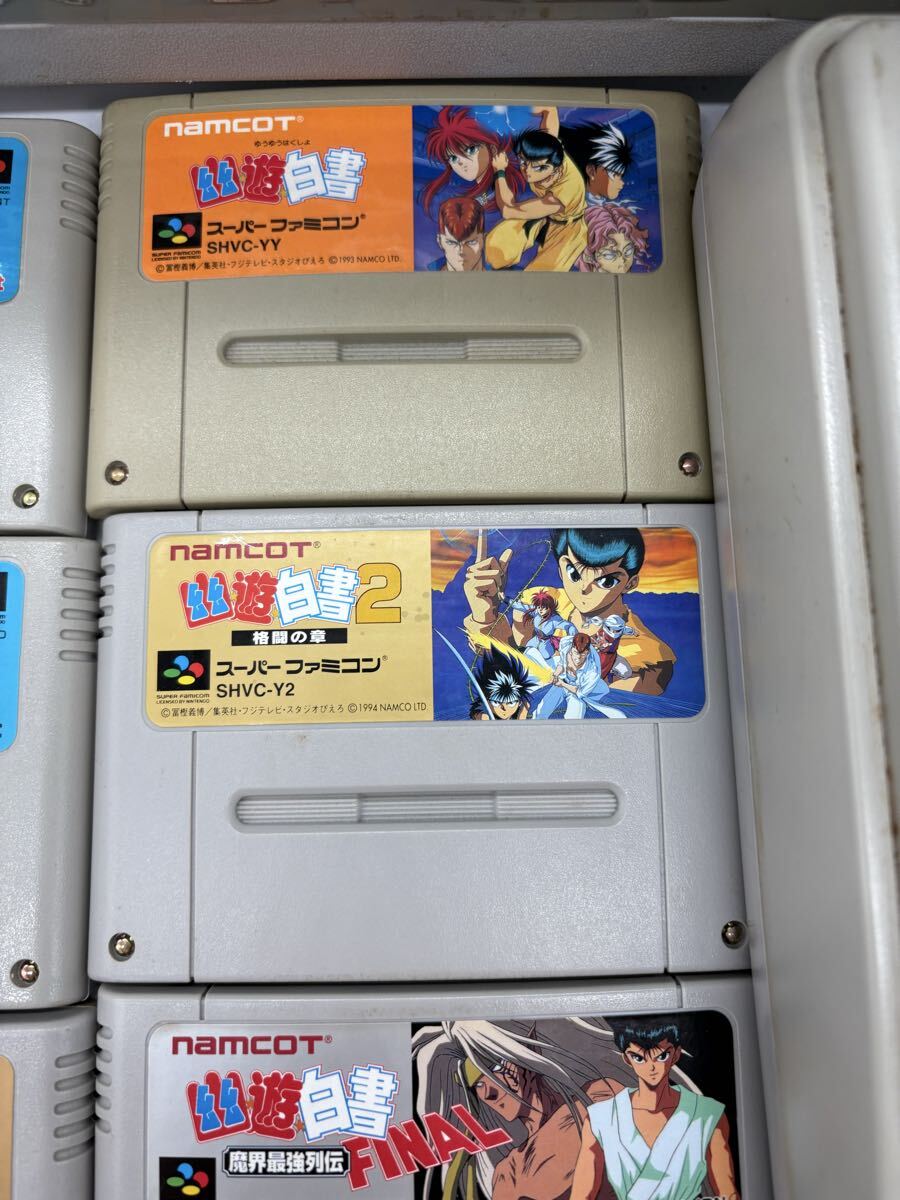 namcot®
ゆうゆうはくしょ
幽遊白書
スーパーファミコン®
SHVC-YY
SUPER FAMICOM
LICENSED BY NINTENDO
©冨樫義博／集英社・フジテレビ・スタジオぴえろ ©1993 NAMCO LTD.
namcot®
幽遊白書2
格闘の章
スーパーファミコン®
SHVC-Y2
SUPER FAMICOM
LICENSED BY NINTENDO
©冨樫義博／集英社・フジテレビ・スタジオぴえろ ©1994 NAMCO LTD
namcot®
幽遊白書
FINAL
魔界最強列伝